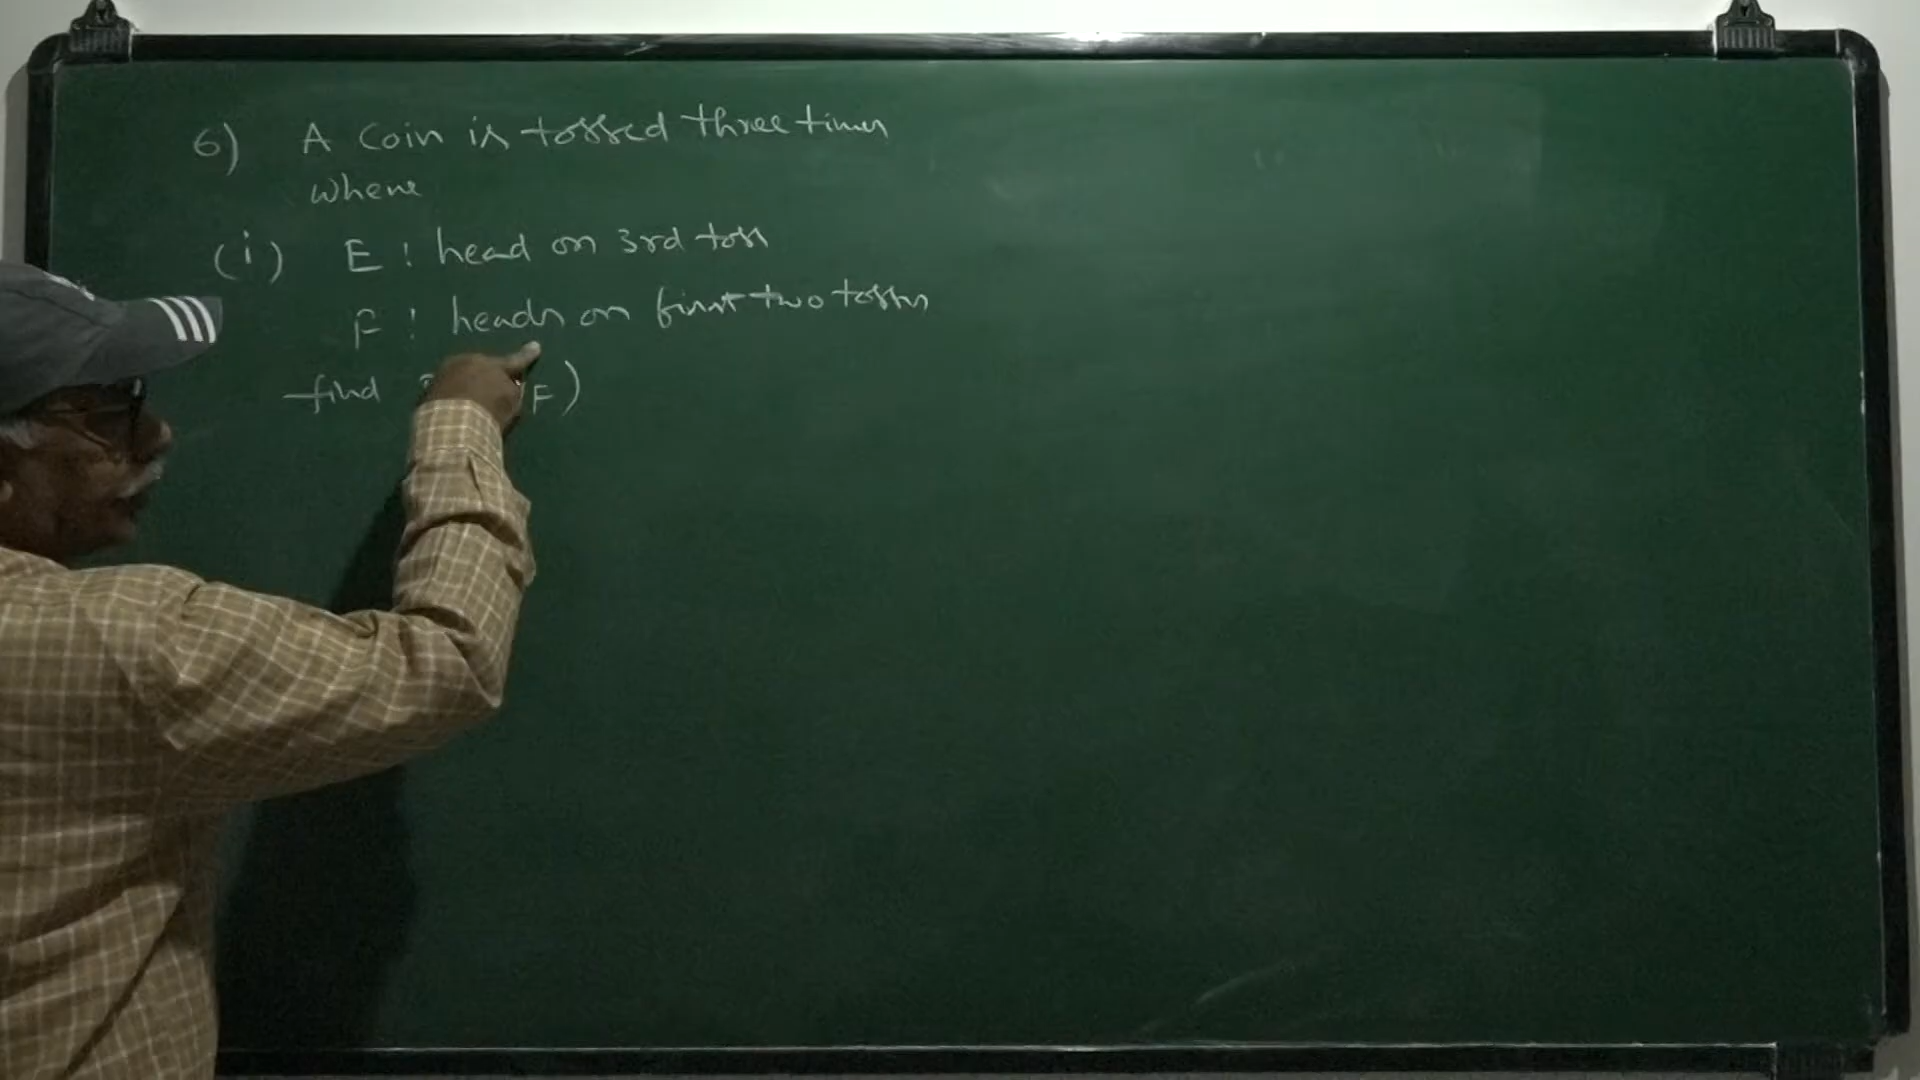 6) A Coin is tossed three times
where
(i) E : head on 3rd toss
F : heads on first two tosses
find F)